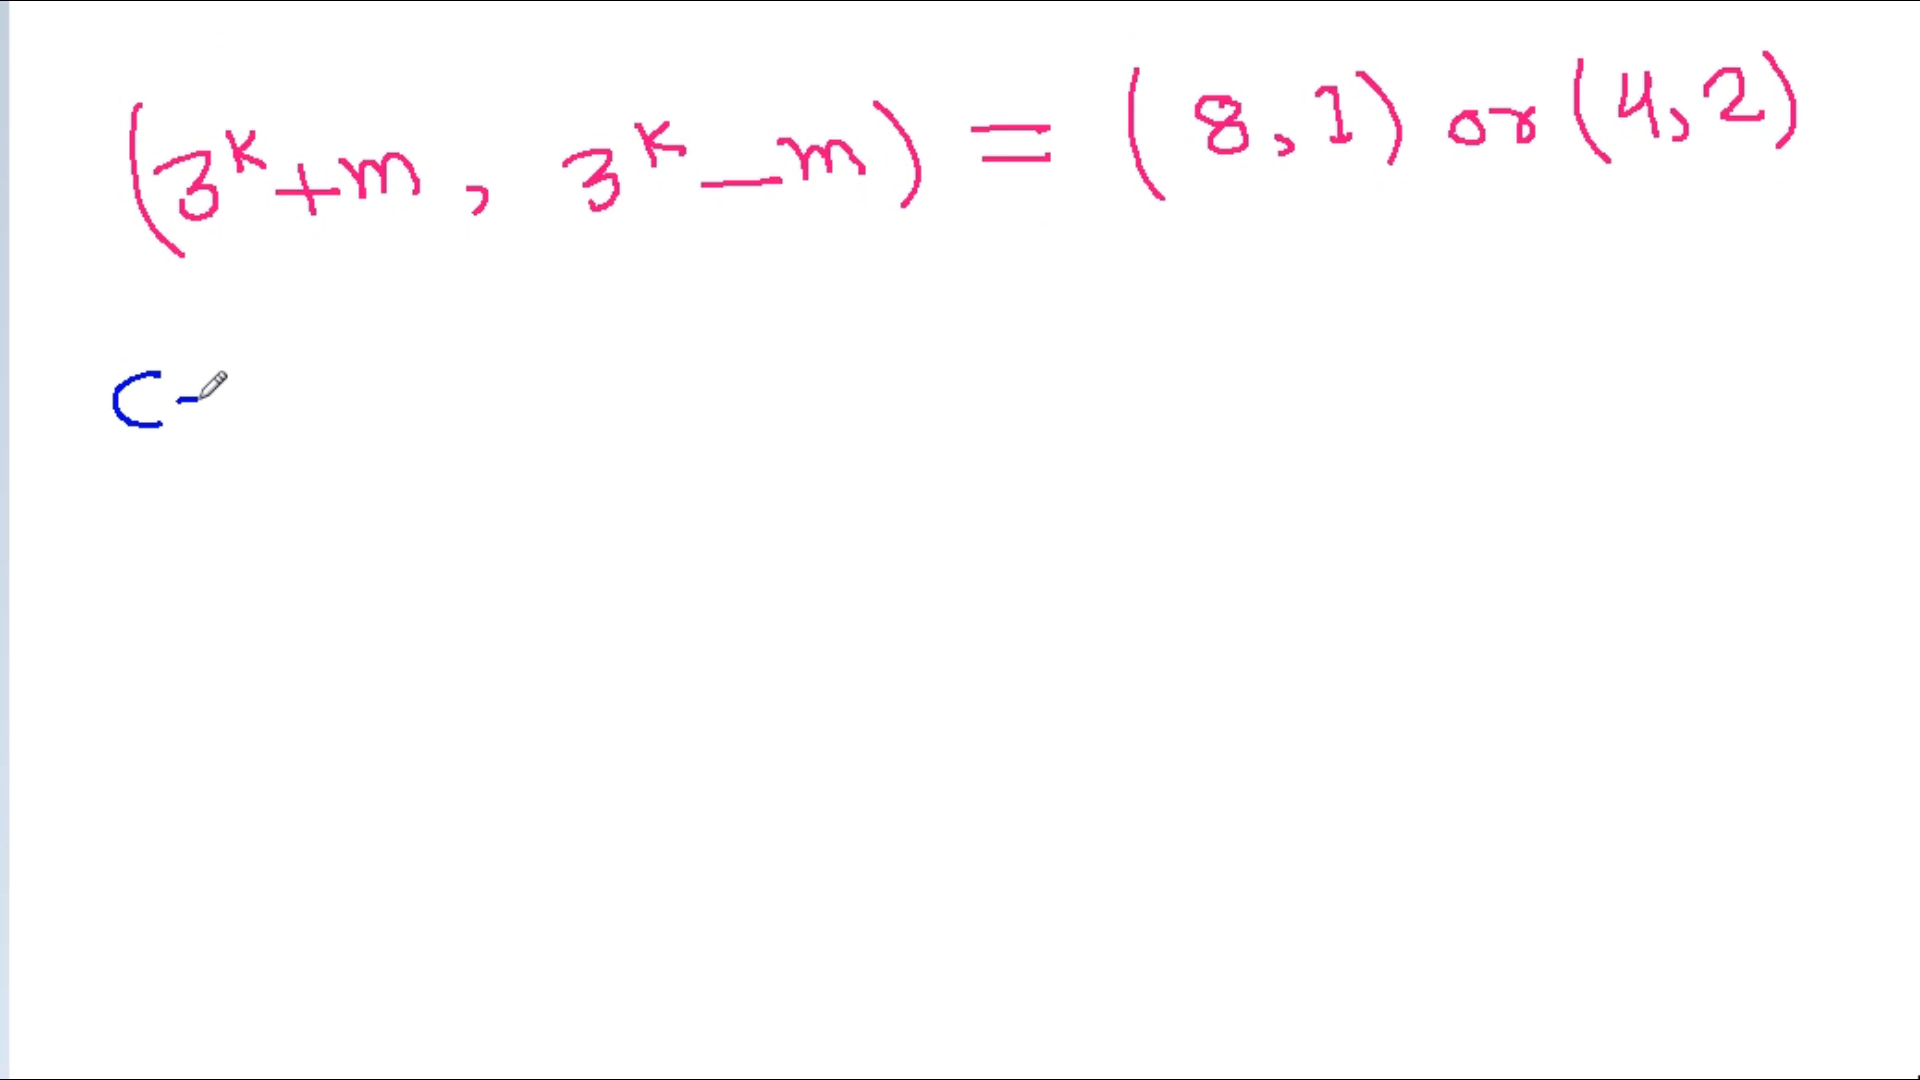 (3^k+m, 3^k-m) = (8,1) or (4,2)
C-